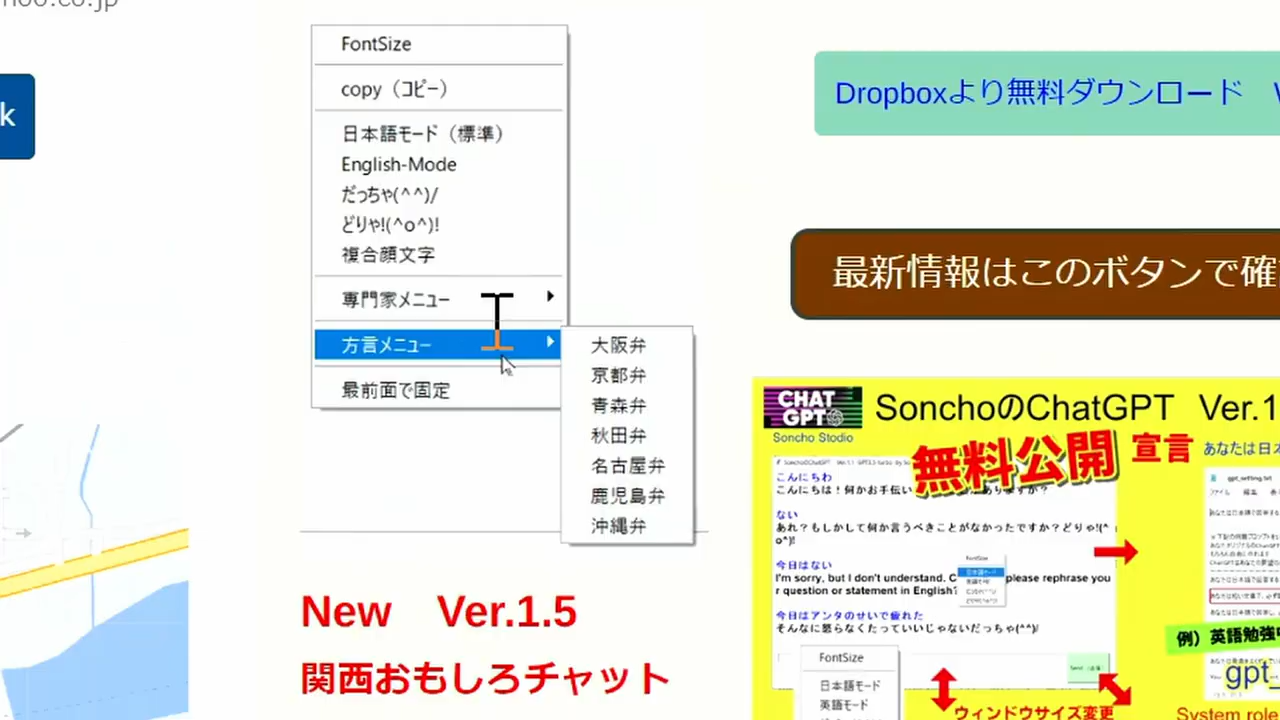 hoo.co.jp
k
FontSize
copy（コピー）
日本語モード（標準）
English-Mode
だっちゃ(^^)/
どりゃ!(^o^)!
複合顔文字
専門家メニュー
方言メニュー
最前面で固定
大阪弁
京都弁
青森弁
秋田弁
名古屋弁
鹿児島弁
沖縄弁
New　Ver.1.5
関西おもしろチャット
Dropboxより無料ダウンロード
最新情報はこのボタンで確
CHAT
GPT
SonchoのChatGPT　Ver.1
Soncho Stodio
無料公開 宣言
あなたは日
こんにちわ
こんにちは！何かお手伝い
ありますか？
ない
あれ？もしかして何か言うべきことがなかったですか？どりゃ!(^
o^)!
今日はない
I'm sorry, but I don't understand. C
please rephrase you
r question or statement in English?
今日はアンタのせいで疲れた
そんなに怒らなくたっていいじゃないだっちゃ(^^)/
FontSize
日本語モード
英語モード
ウィンドウサイズ変更
gpt_setting.txt
例）英語勉強
gpt_
System role